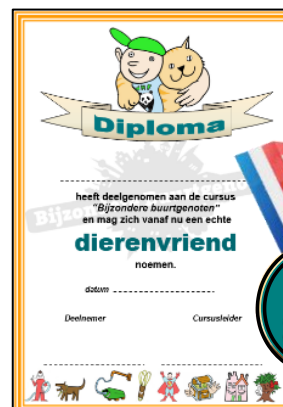 Diploma
heeft deelgenomen aan de cursus
"Bijzondere buurtgenoten"
en mag zich vanaf nu een echte
dierenvriend
noemen.
datum
Deelnemer Cursusleider